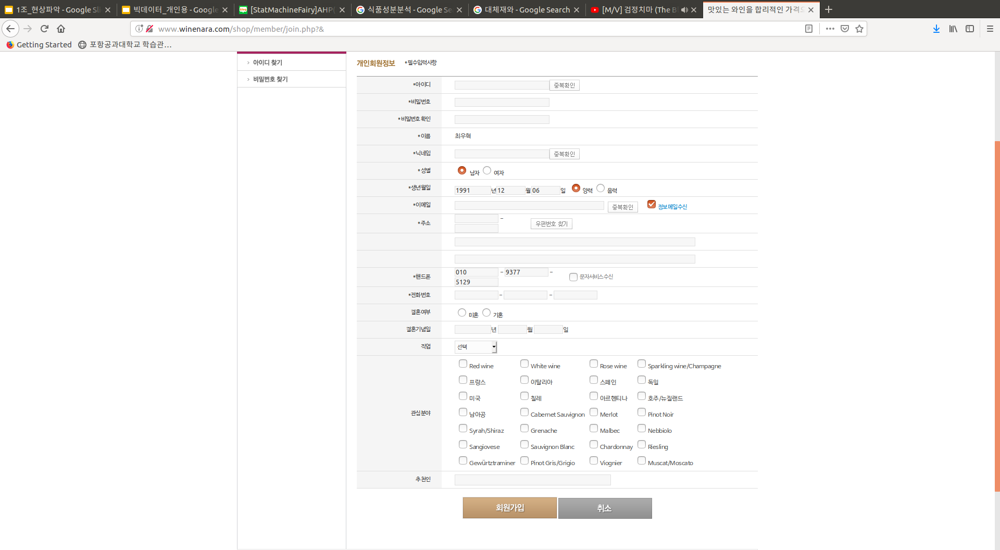 1조_현상파악 - Google Sli
빅데이터_개인용 - Google
[StatMachineFairy]AHP(
식품성분분석 - Google Se
대체재와 - Google Search
[M/V] 검정치마 (The B
맛있는 와인을 합리적인 가격으
www.winenara.com/shop/member/join.php?&
Getting Started
포항공과대학교 학습관...
아이디 찾기
비밀번호 찾기
개인회원정보 *필수입력사항
*아이디 중복확인
*비밀번호
*비밀번호 확인
*이름 최우혁
*닉네임 중복확인
*성별 남자 여자
*생년월일 1991 년 12 월 06 일 양력 음력
*이메일 중복확인 정보메일수신
*주소 - 우편번호 찾기
*핸드폰 010 - 9377 - 5129 문자서비스수신
*전화번호 - -
결혼여부 미혼 기혼
결혼기념일 년 월 일
직업 선택
관심분야
Red wine White wine Rose wine Sparkling wine/Champagne
프랑스 이탈리아 스페인 독일
미국 칠레 아르헨티나 호주/뉴질랜드
남아공 Cabernet Sauvignon Merlot Pinot Noir
Syrah/Shiraz Grenache Malbec Nebbiolo
Sangiovese Sauvignon Blanc Chardonnay Riesling
Gewürtztraminer Pinot Gris/Grigio Viognier Muscat/Moscato
추천인
회원가입 취소